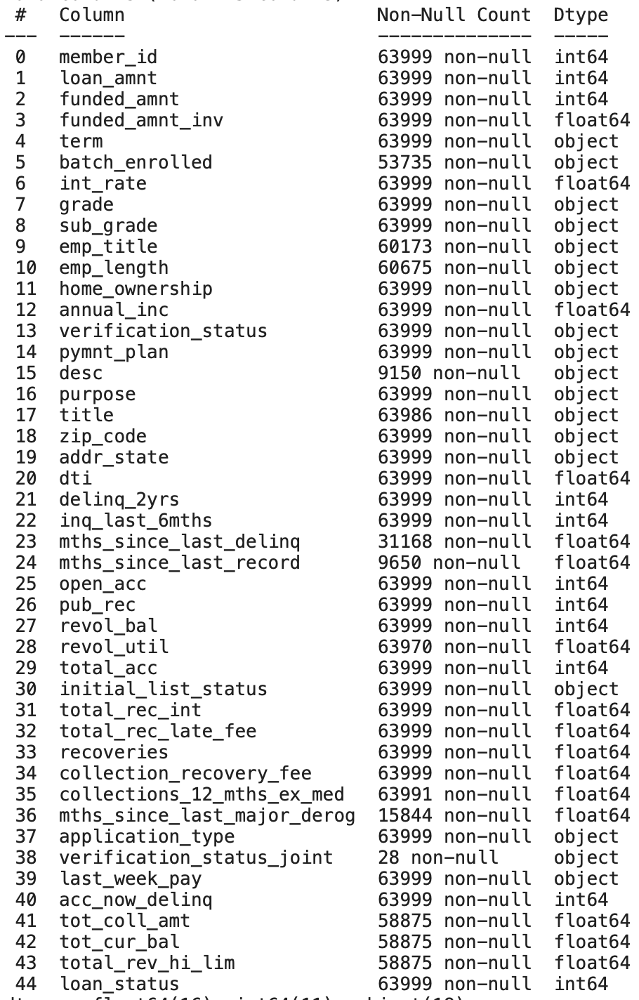 #   Column                       Non-Null Count  Dtype
---  ------                       --------------  -----
0   member_id                    63999 non-null  int64
1   loan_amnt                    63999 non-null  int64
2   funded_amnt                  63999 non-null  int64
3   funded_amnt_inv              63999 non-null  float64
4   term                         63999 non-null  object
5   batch_enrolled               53735 non-null  object
6   int_rate                     63999 non-null  float64
7   grade                        63999 non-null  object
8   sub_grade                    63999 non-null  object
9   emp_title                    60173 non-null  object
10  emp_length                   60675 non-null  object
11  home_ownership               63999 non-null  object
12  annual_inc                   63999 non-null  float64
13  verification_status          63999 non-null  object
14  pymnt_plan                   63999 non-null  object
15  desc                         9150 non-null   object
16  purpose                      63999 non-null  object
17  title                        63986 non-null  object
18  zip_code                     63999 non-null  object
19  addr_state                   63999 non-null  object
20  dti                          63999 non-null  float64
21  delinq_2yrs                  63999 non-null  int64
22  inq_last_6mths               63999 non-null  int64
23  mths_since_last_delinq       31168 non-null  float64
24  mths_since_last_record       9650 non-null   float64
25  open_acc                     63999 non-null  int64
26  pub_rec                      63999 non-null  int64
27  revol_bal                    63999 non-null  int64
28  revol_util                   63970 non-null  float64
29  total_acc                    63999 non-null  int64
30  initial_list_status          63999 non-null  object
31  total_rec_int                63999 non-null  float64
32  total_rec_late_fee           63999 non-null  float64
33  recoveries                   63999 non-null  float64
34  collection_recovery_fee      63999 non-null  float64
35  collections_12_mths_ex_med   63991 non-null  float64
36  mths_since_last_major_derog  15844 non-null  float64
37  application_type             63999 non-null  object
38  verification_status_joint    28 non-null     object
39  last_week_pay                63999 non-null  object
40  acc_now_delinq               63999 non-null  int64
41  tot_coll_amt                 58875 non-null  float64
42  tot_cur_bal                  58875 non-null  float64
43  total_rev_hi_lim             58875 non-null  float64
44  loan_status                  63999 non-null  int64